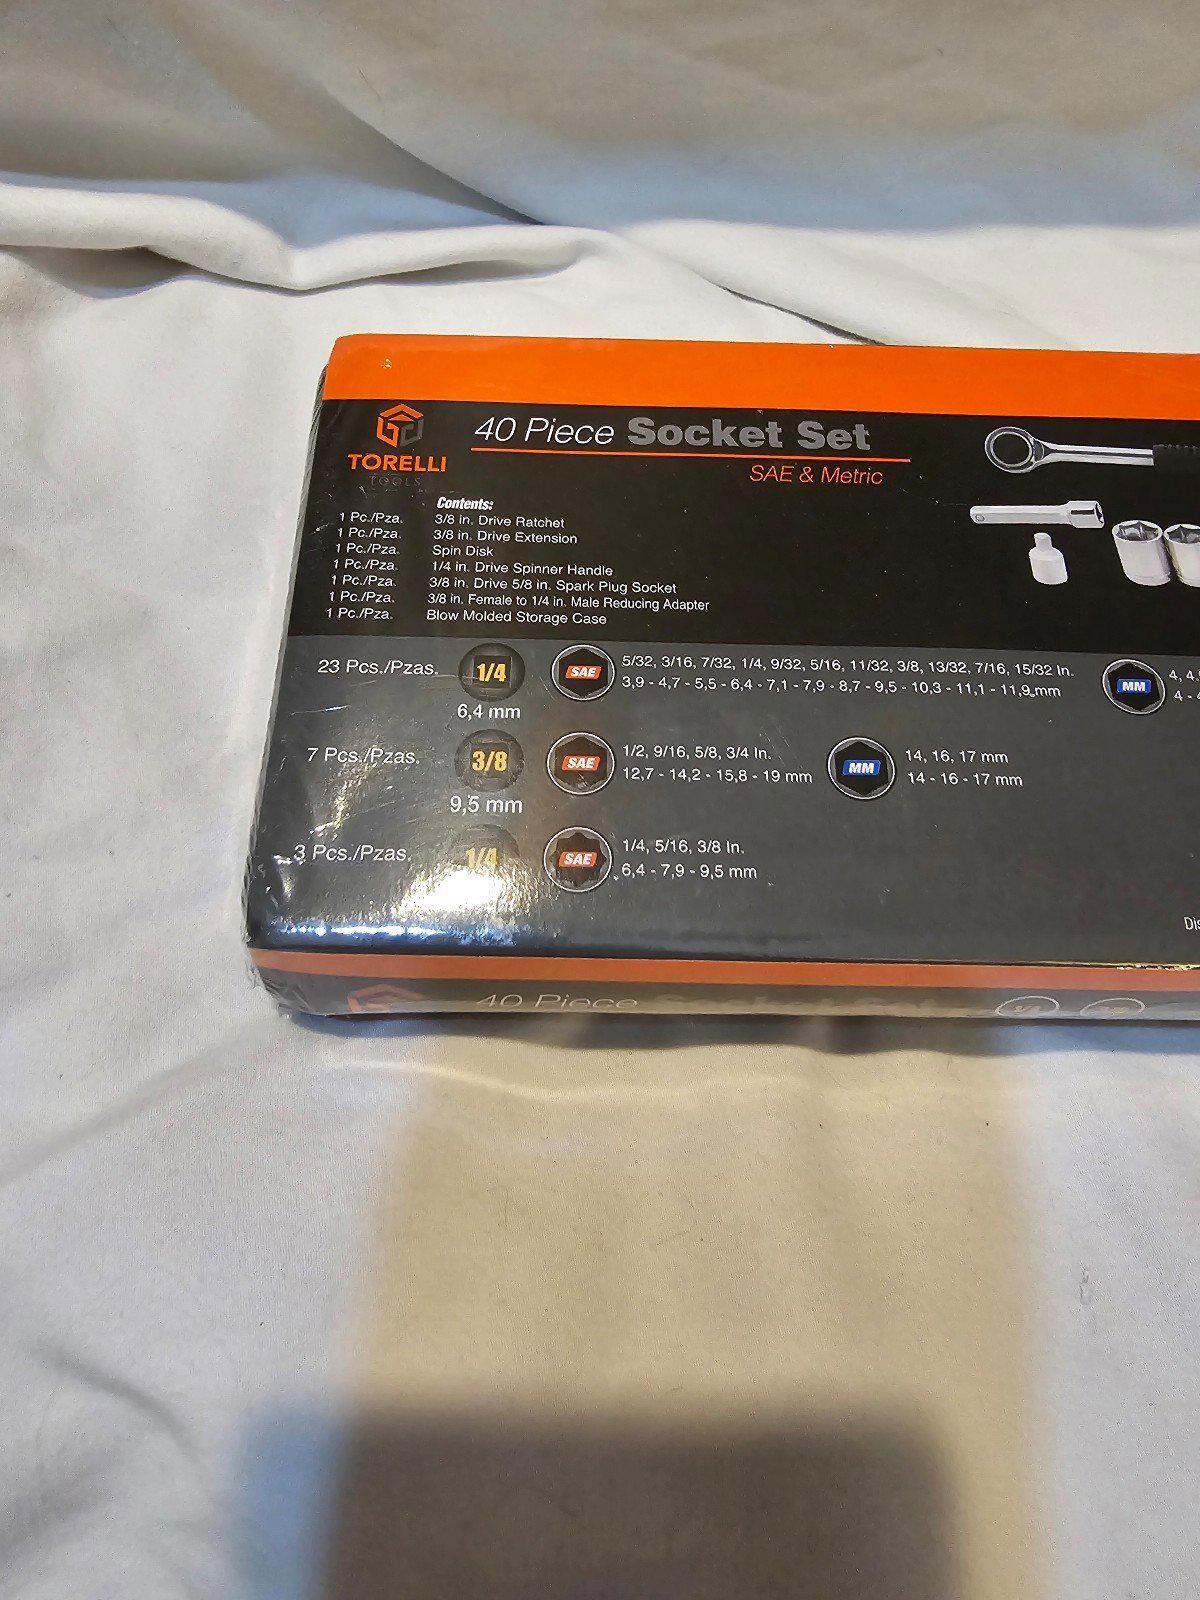 TORELLI
TOOLS
40 Piece Socket Set
SAE & Metric
Contents:
1 Pc./Pza. 3/8 in. Drive Ratchet
1 Pc./Pza. 3/8 in. Drive Extension
1 Pc./Pza. Spin Disk
1 Pc./Pza. 1/4 in. Drive Spinner Handle
1 Pc./Pza. 3/8 in. Drive 5/8 in. Spark Plug Socket
1 Pc./Pza. 3/8 in. Female to 1/4 in. Male Reducing Adapter
1 Pc./Pza. Blow Molded Storage Case
23 Pcs./Pzas. 1/4 SAE 5/32, 3/16, 7/32, 1/4, 9/32, 5/16, 11/32, 3/8, 13/32, 7/16, 15/32 In. MM 4,
3,9 - 4,7 - 5,5 - 6,4 - 7,1 - 7,9 - 8,7 - 9,5 - 10,3 - 11,1 - 11,9 mm 4 -
6,4 mm
7 Pcs./Pzas. 3/8 SAE 1/2, 9/16, 5/8, 3/4 In. MM 14, 16, 17 mm
12,7 - 14,2 - 15,8 - 19 mm 14 - 16 - 17 mm
9,5 mm
3 Pcs./Pzas. 1/4 SAE 1/4, 5/16, 3/8 In.
6,4 - 7,9 - 9,5 mm
Dis
40 Piece Socket Set